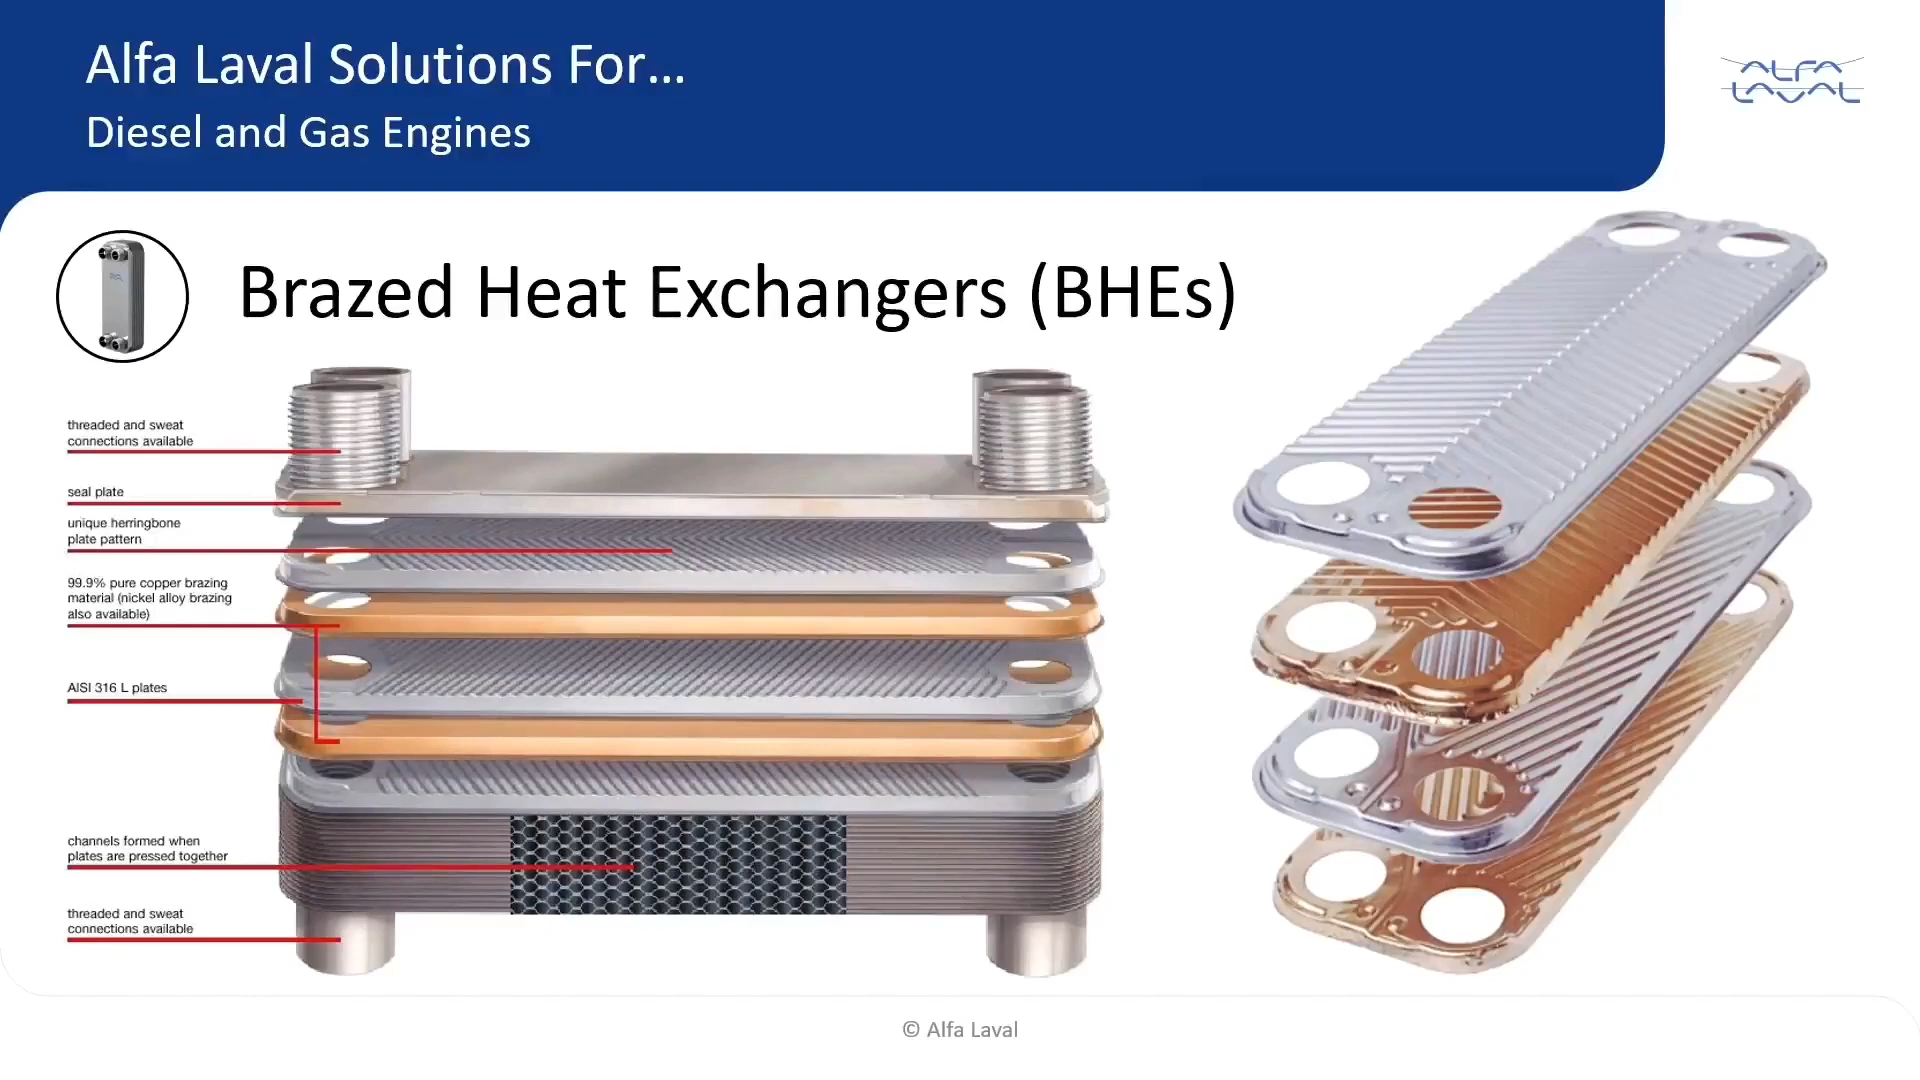 Alfa Laval Solutions For...
Diesel and Gas Engines
ALFA
LAVAL
Brazed Heat Exchangers (BHEs)
threaded and sweat
connections available
seal plate
unique herringbone
plate pattern
99.9% pure copper brazing
material (nickel alloy brazing
also available)
AISI 316 L plates
channels formed when
plates are pressed together
threaded and sweat
connections available
© Alfa Laval